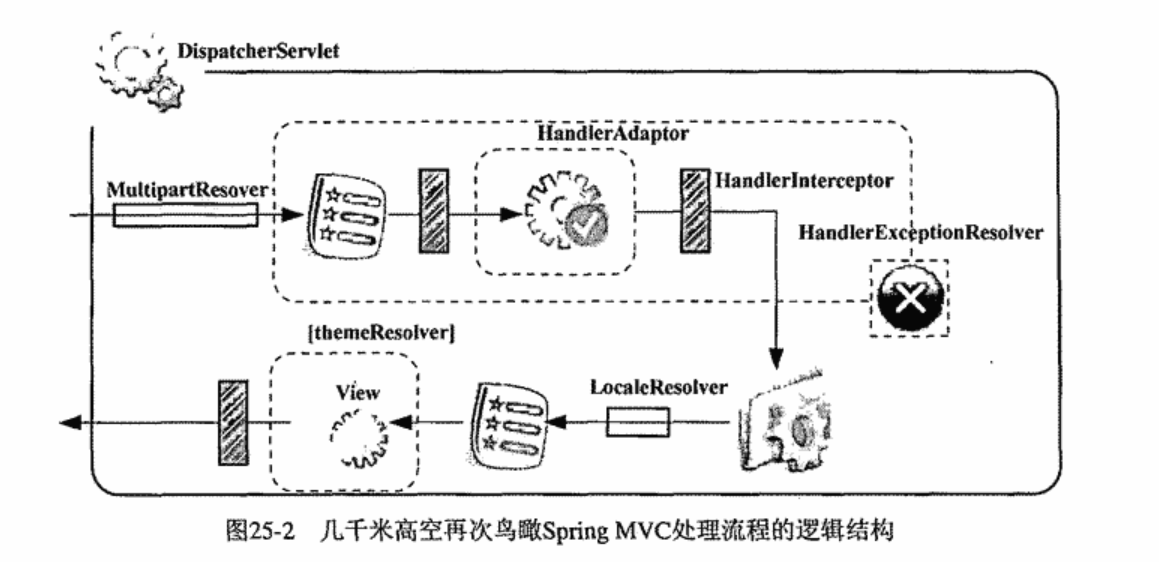 DispatcherServlet
HandlerAdaptor
MultipartResover
HandlerInterceptor
HandlerExceptionResolver
[themeResolver]
View
LocaleResolver
图25-2 几千米高空再次鸟瞰Spring MVC处理流程的逻辑结构